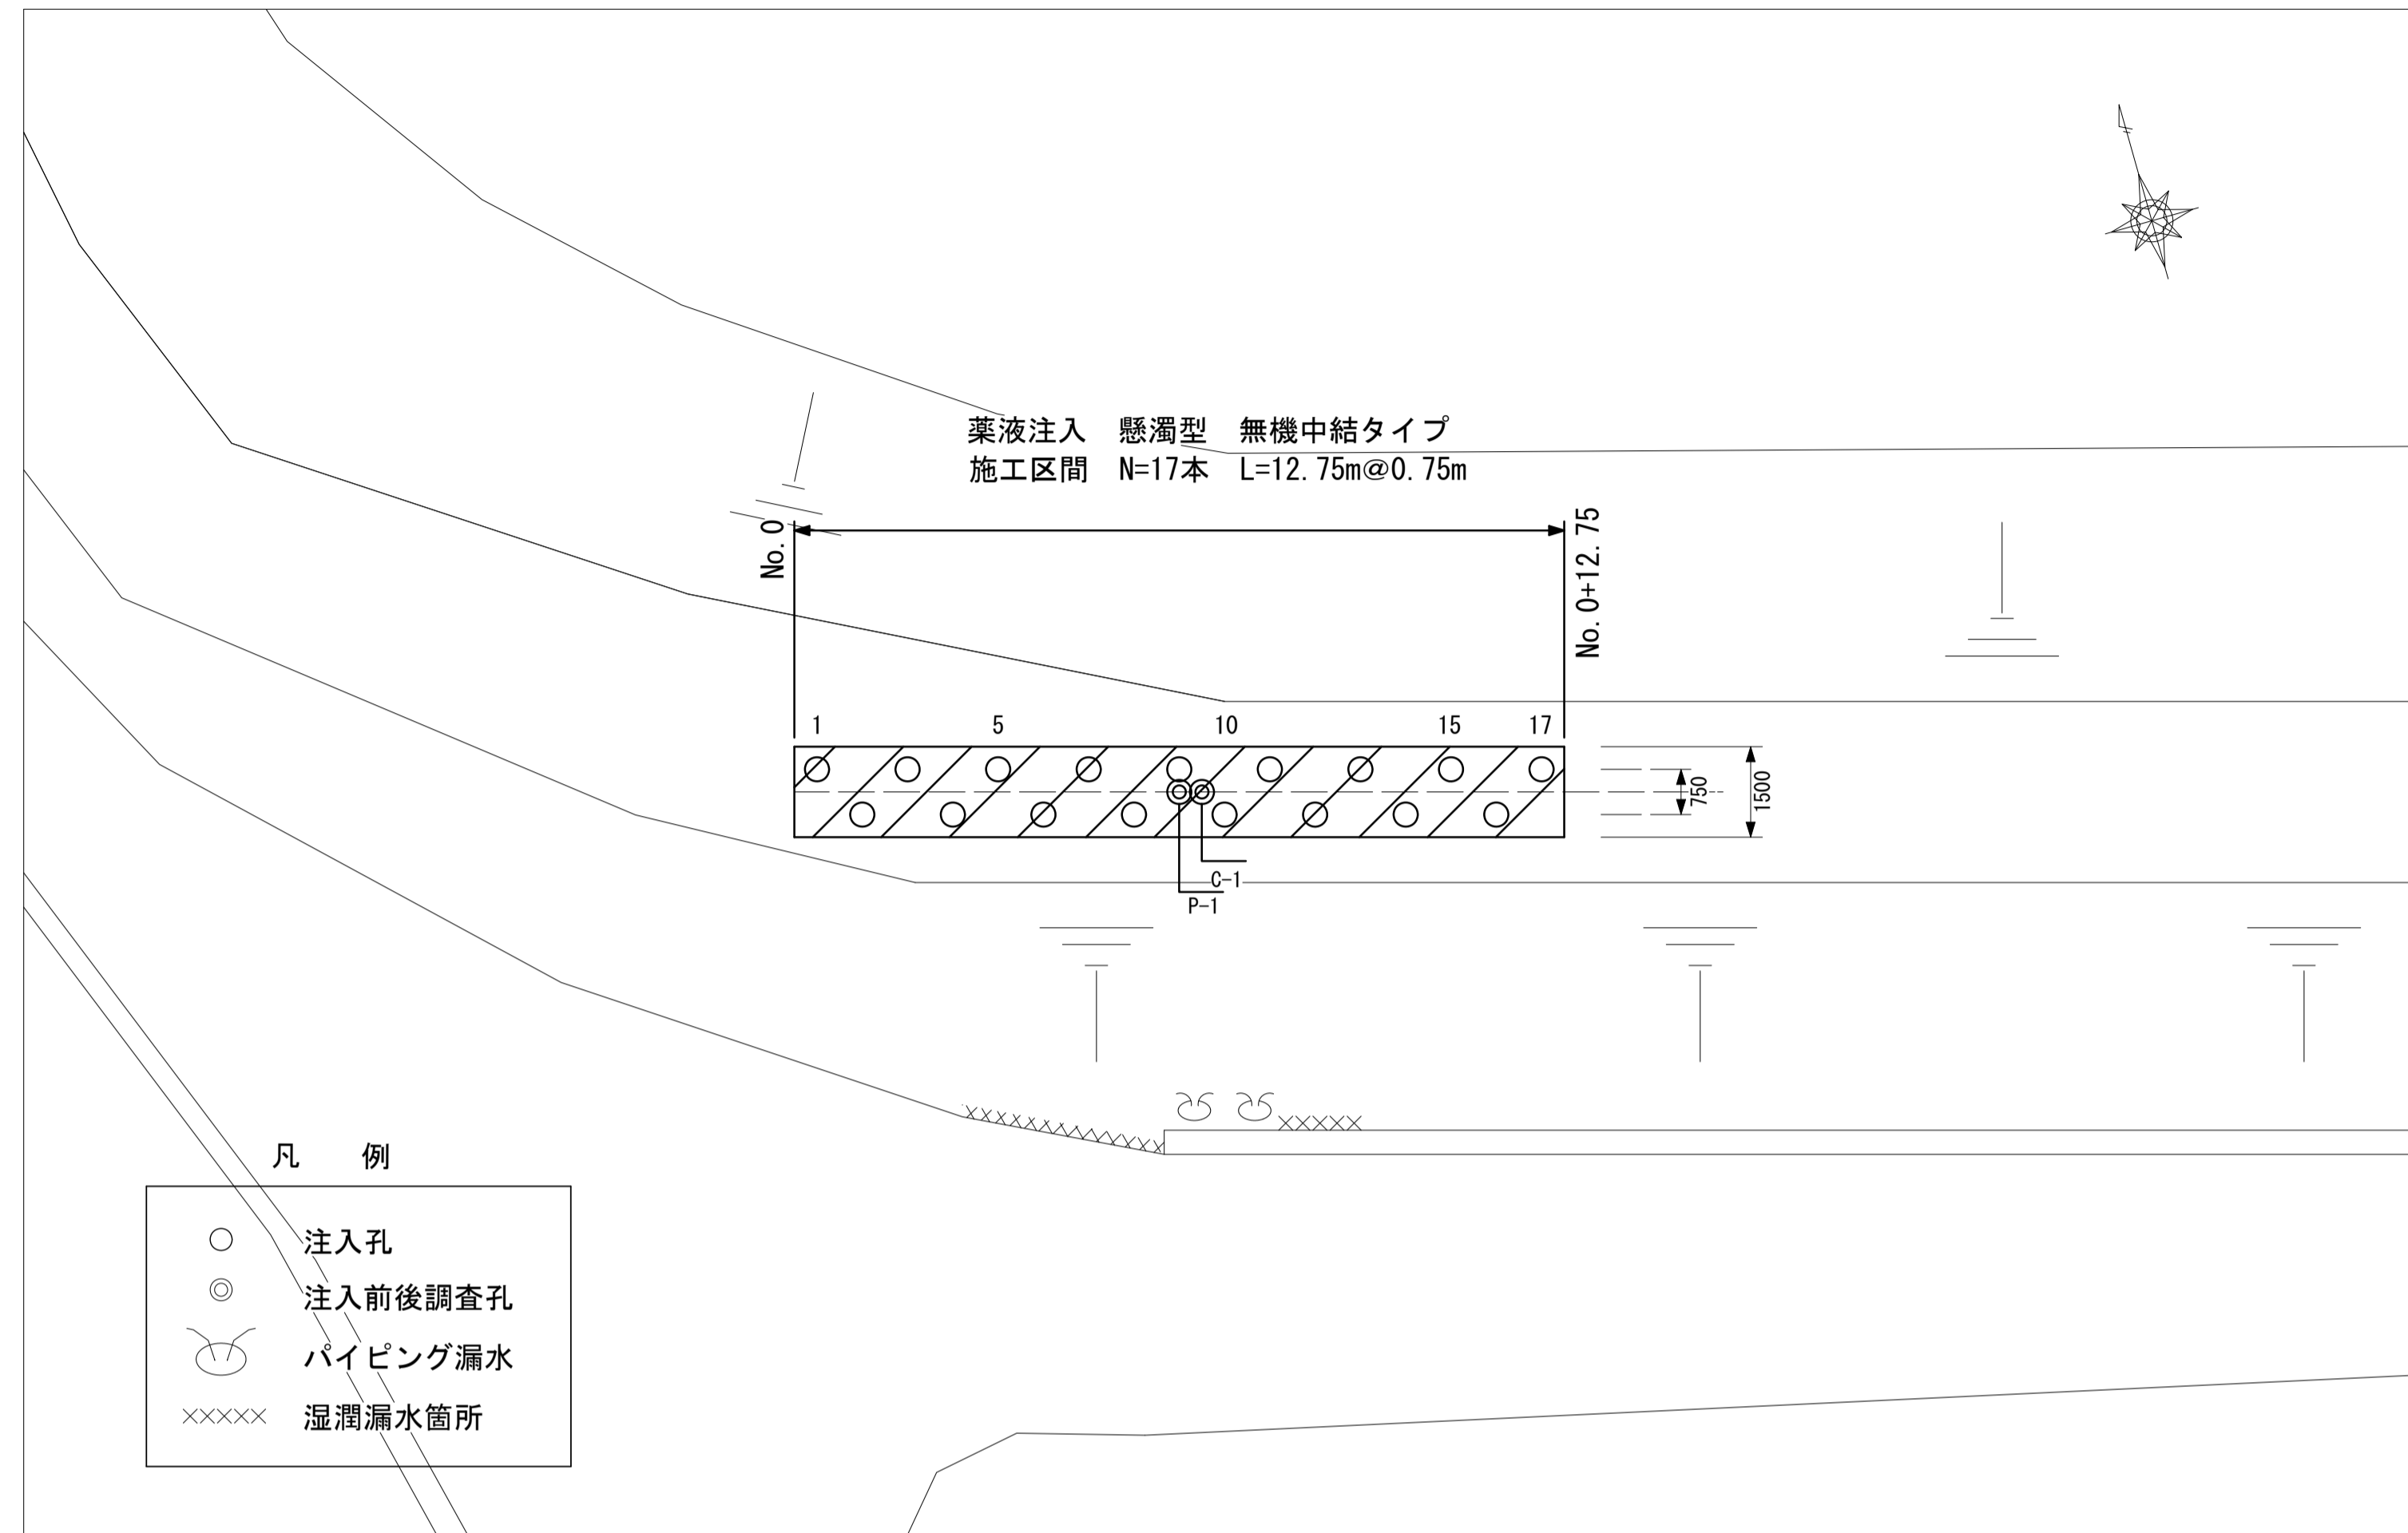 薬液注入　懸濁型　無機中結タイプ
施工区間　N=17本　L=12.75m@0.75m
No.0
No.0+12.75
1
5
10
15
17
750
1500
C-1
P-1
凡　例
注入孔
注入前後調査孔
パイピング漏水
湿潤漏水箇所